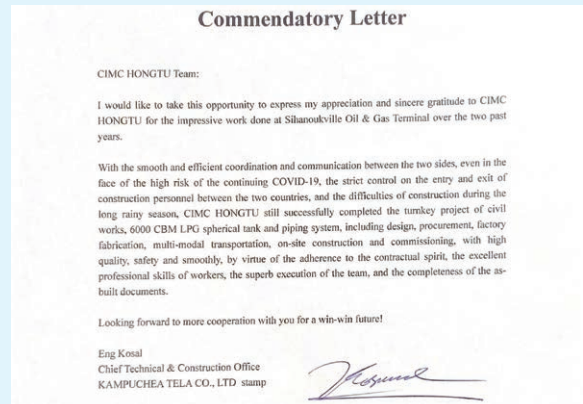 Commendatory Letter
CIMC HONGTU Team:
I would like to take this opportunity to express my appreciation and sincere gratitude to CIMC
HONGTU for the impressive work done at Sihanoukville Oil & Gas Terminal over the two past
years.
With the smooth and efficient coordination and communication between the two sides, even in the
face of the high risk of the continuing COVID-19, the strict control on the entry and exit of
construction personnel between the two countries, and the difficulties of construction during the
long rainy season, CIMC HONGTU still successfully completed the turnkey project of civil
works, 6000 CBM LPG spherical tank and piping system, including design, procurement, factory
fabrication, multi-modal transportation, on-site construction and commissioning, with high
quality, safety and smoothly, by virtue of the adherence to the contractual spirit, the excellent
professional skills of workers, the superb execution of the team, and the completeness of the as-
built documents.
Looking forward to more cooperation with you for a win-win future!
Eng Kosal
Chief Technical & Construction Office
KAMPUCHEA TELA CO., LTD stamp